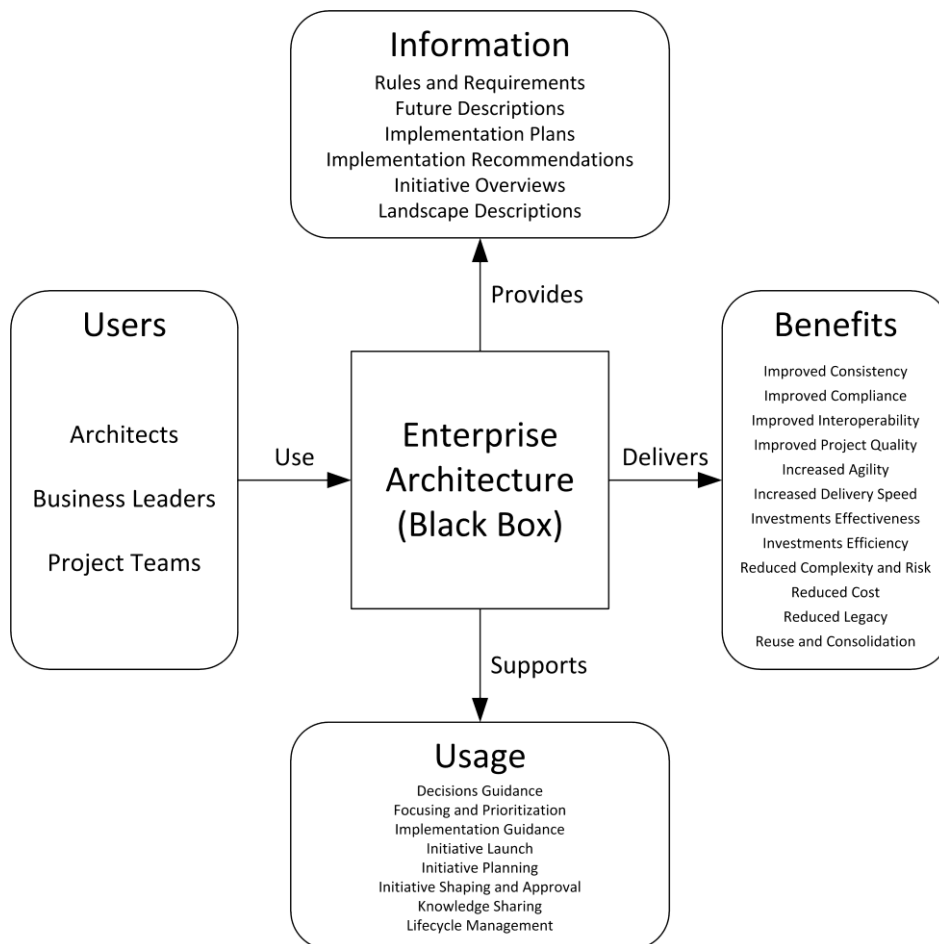 Information
Rules and Requirements
Future Descriptions
Implementation Plans
Implementation Recommendations
Initiative Overviews
Landscape Descriptions
Provides
Users
Architects
Business Leaders
Project Teams
Use
Enterprise
Architecture
(Black Box)
Delivers
Benefits
Improved Consistency
Improved Compliance
Improved Interoperability
Improved Project Quality
Increased Agility
Increased Delivery Speed
Investments Effectiveness
Investments Efficiency
Reduced Complexity and Risk
Reduced Cost
Reduced Legacy
Reuse and Consolidation
Supports
Usage
Decisions Guidance
Focusing and Prioritization
Implementation Guidance
Initiative Launch
Initiative Planning
Initiative Shaping and Approval
Knowledge Sharing
Lifecycle Management